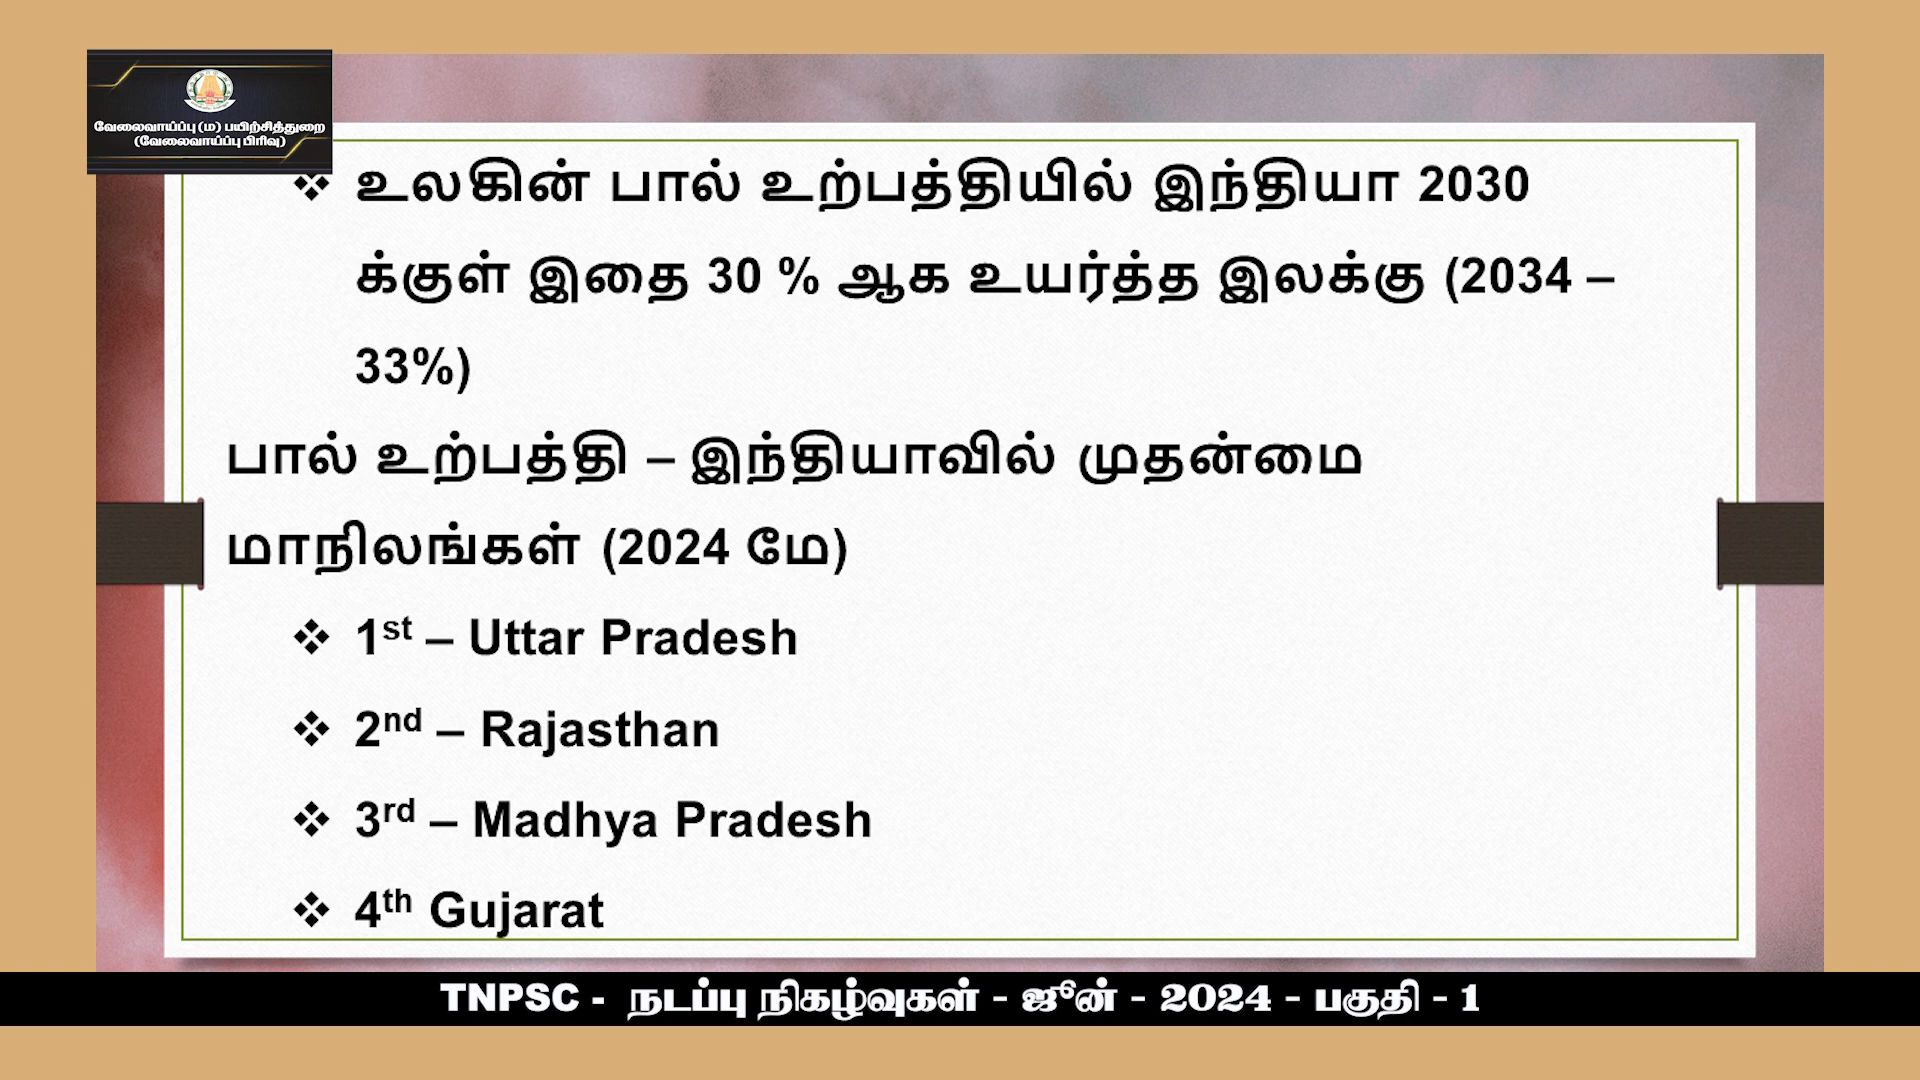 வேலைவாய்ப்பு (ம) பயிற்சித்துறை
(வேலைவாய்ப்பு பிரிவு)
❖ உலகின் பால் உற்பத்தியில் இந்தியா 2030
க்குள் இதை 30 % ஆக உயர்த்த இலக்கு (2034 –
33%)
பால் உற்பத்தி – இந்தியாவில் முதன்மை
மாநிலங்கள் (2024 மே)
❖ 1st – Uttar Pradesh
❖ 2nd – Rajasthan
❖ 3rd – Madhya Pradesh
❖ 4th Gujarat
TNPSC - நடப்பு நிகழ்வுகள் - ஜூன் - 2024 - பகுதி - 1